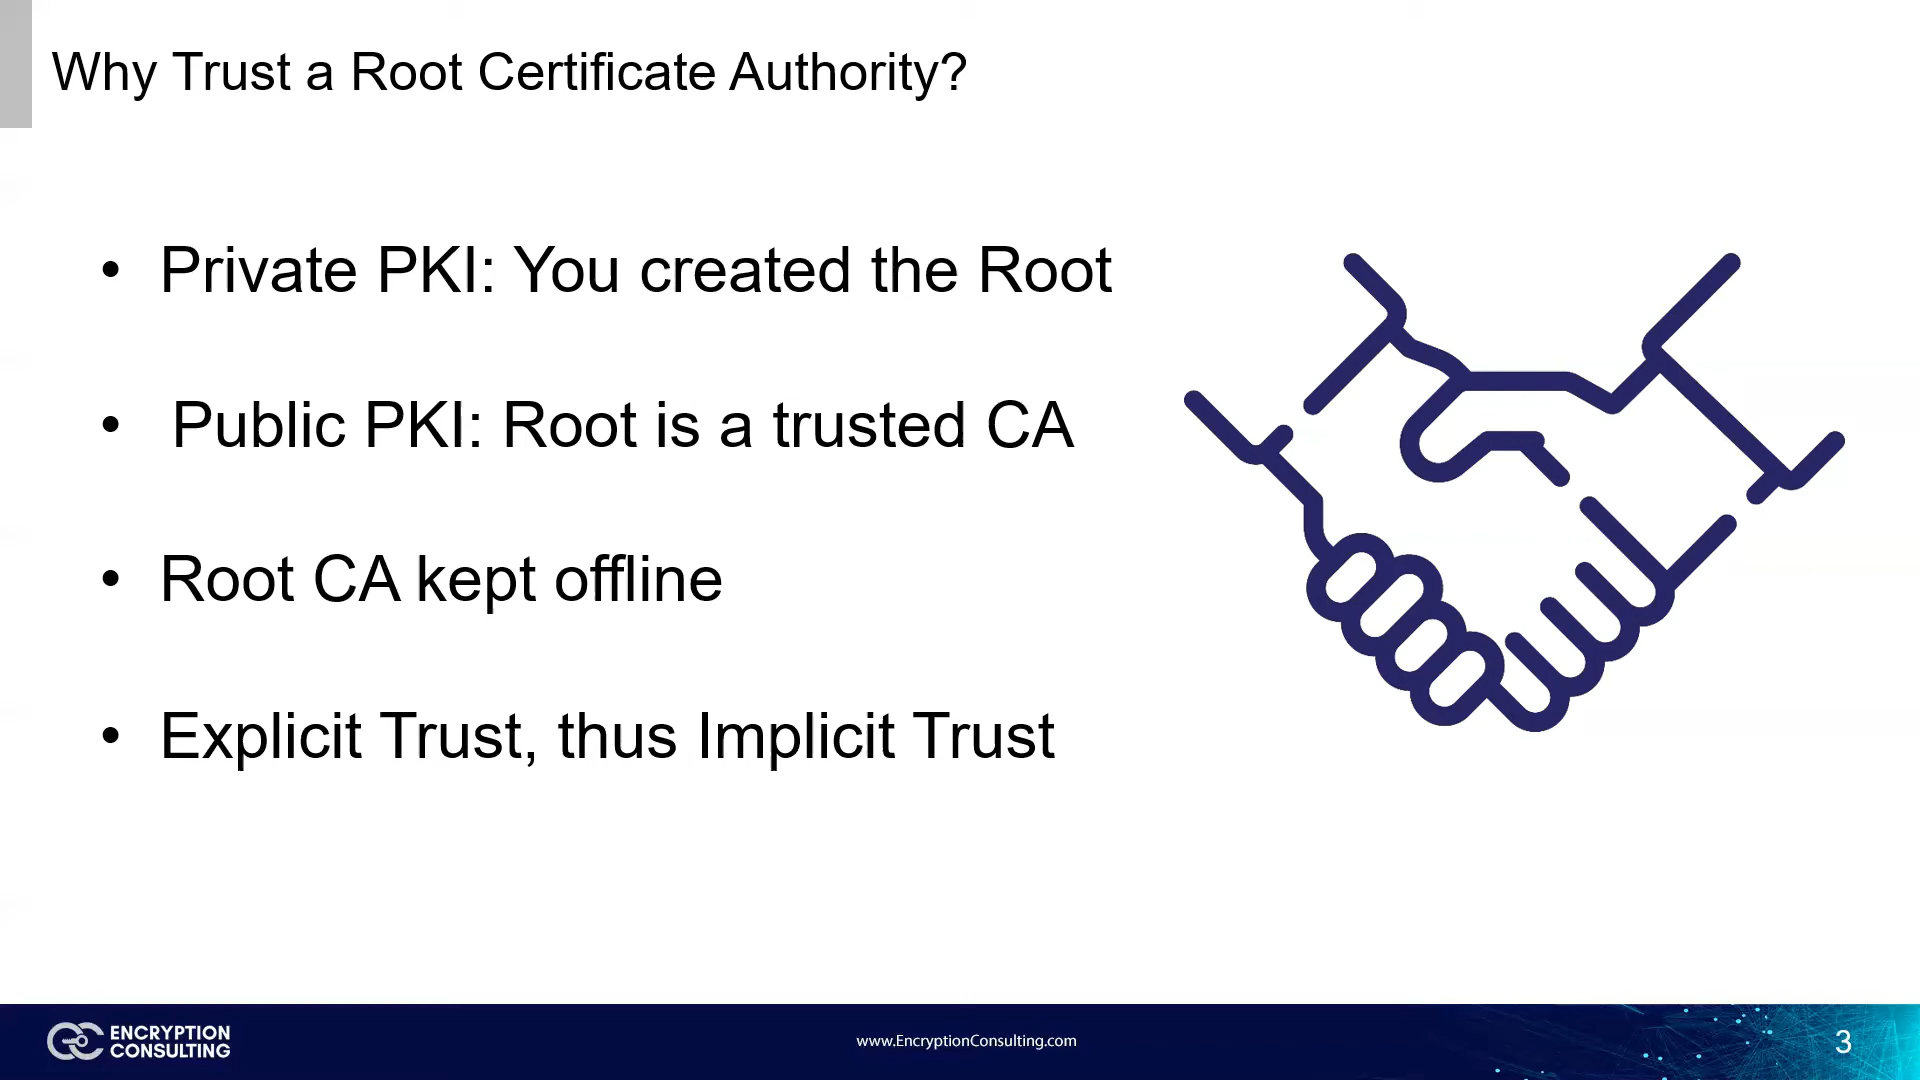 Why Trust a Root Certificate Authority?
• Private PKI: You created the Root
• Public PKI: Root is a trusted CA
• Root CA kept offline
• Explicit Trust, thus Implicit Trust
ENCRYPTION
CONSULTING
www.EncryptionConsulting.com
3